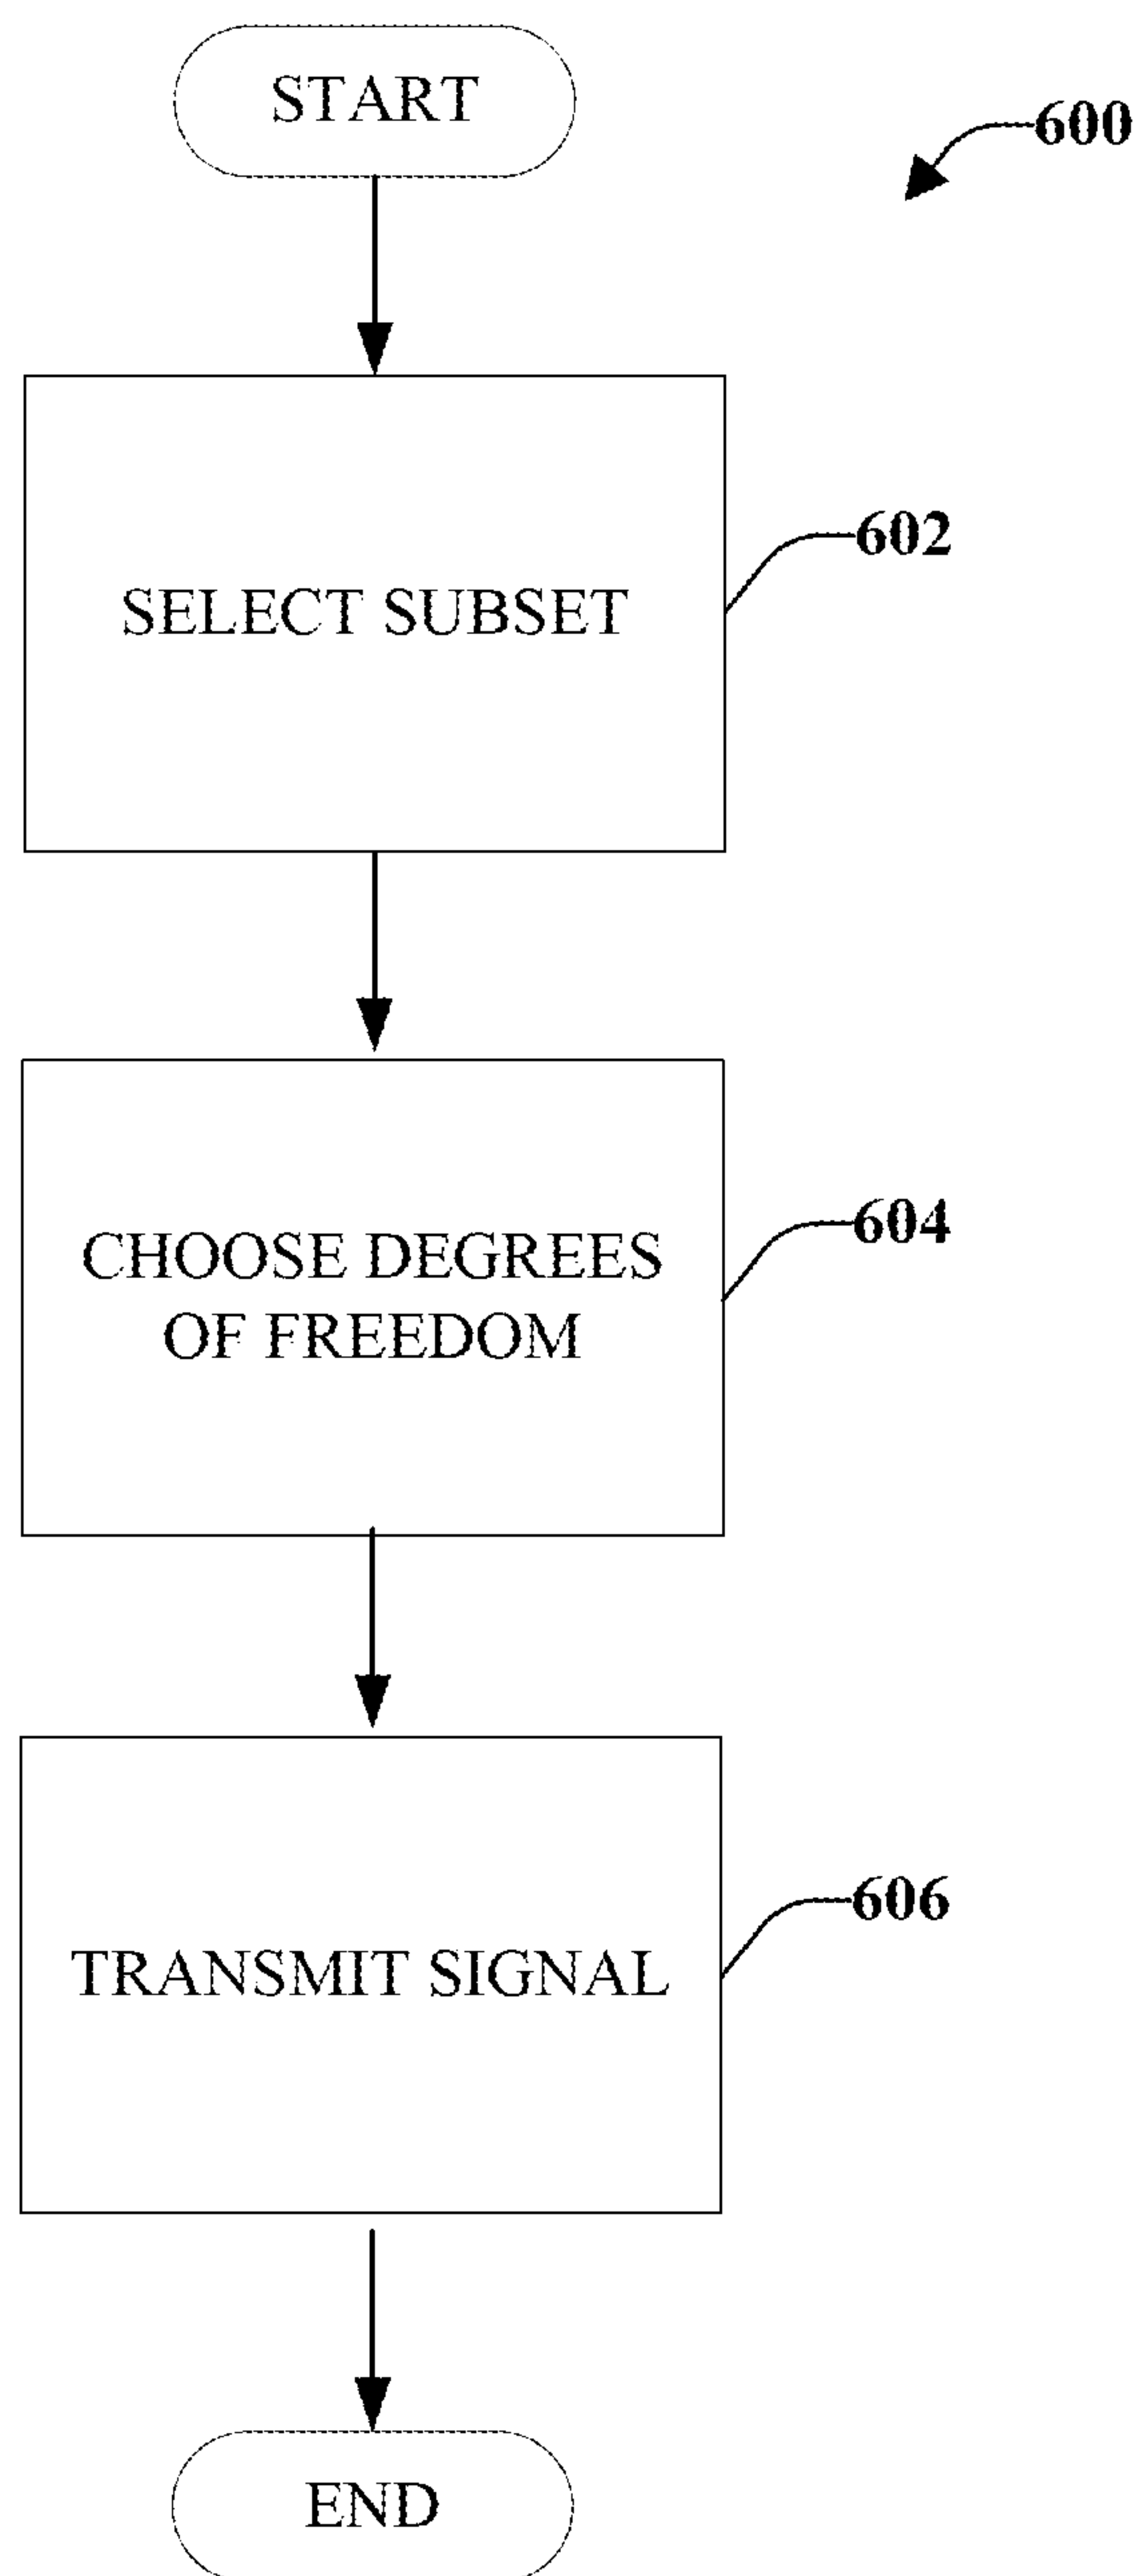 START
600
602
SELECT SUBSET
604
CHOOSE DEGREES
OF FREEDOM
606
TRANSMIT SIGNAL
END